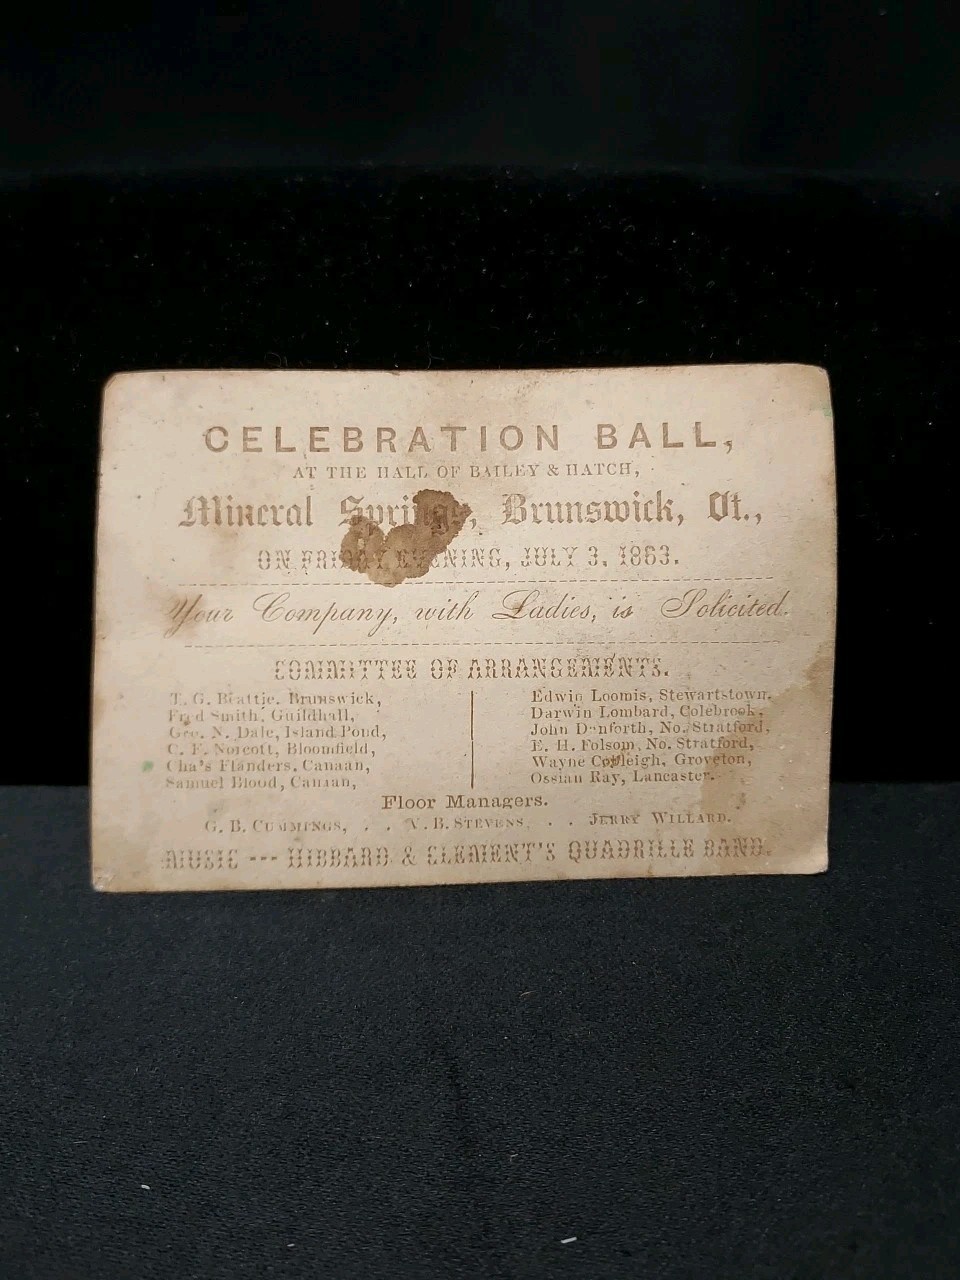 CELEBRATION BALL,
AT THE HALL OF BAILEY & HATCH,
Mineral Springs, Brunswick, Vt.,
ON FRIDAY EVENING, JULY 3, 1863.
Your Company, with Ladies, is Solicited.
COMMITTEE OF ARRANGEMENTS.
T. G. Beattie, Brunswick,
Fred Smith, Guildhall,
Geo. N. Dale, Island Pond,
C. F. Norcott, Bloomfield,
Cha's Flanders, Canaan,
Samuel Blood, Canaan,
Edwin Loomis, Stewartstown.
Darwin Lombard, Colebrook,
John Danforth, No. Stratford,
E. H. Folsom, No. Stratford,
Wayne Cowleigh, Groveton,
Ossian Ray, Lancaster.
Floor Managers.
G. B. CUMMINGS, . . V. B. STEVENS, . . JERRY WILLARD.
MUSIC --- HIBBARD & CLEMENT'S QUADRILLE BAND.